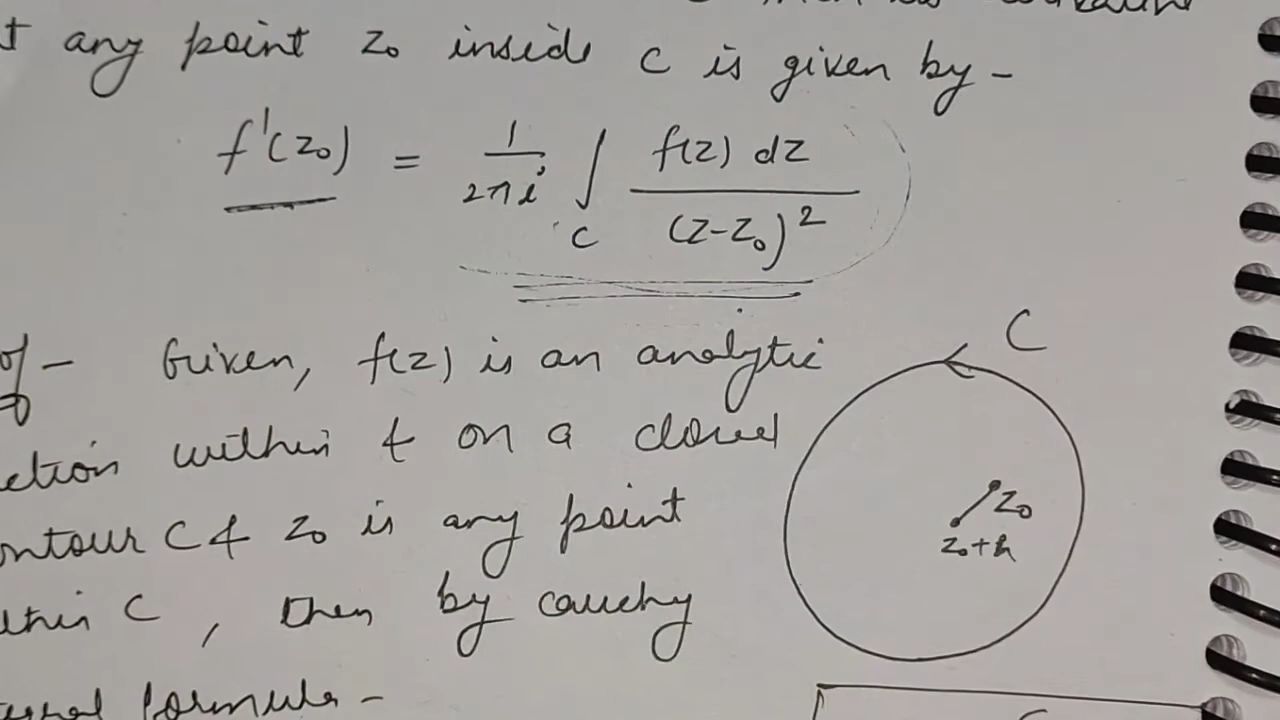 any point z₀ inside C is given by -
f'(z₀) = 1/2πi ∫C f(z) dz / (z-z₀)²
of - Given, f(z) is an analytic
ction within & on a closed
ontour C & z₀ is any point
thin C, then by cauchy
formula -
C
z₀
z₀+h